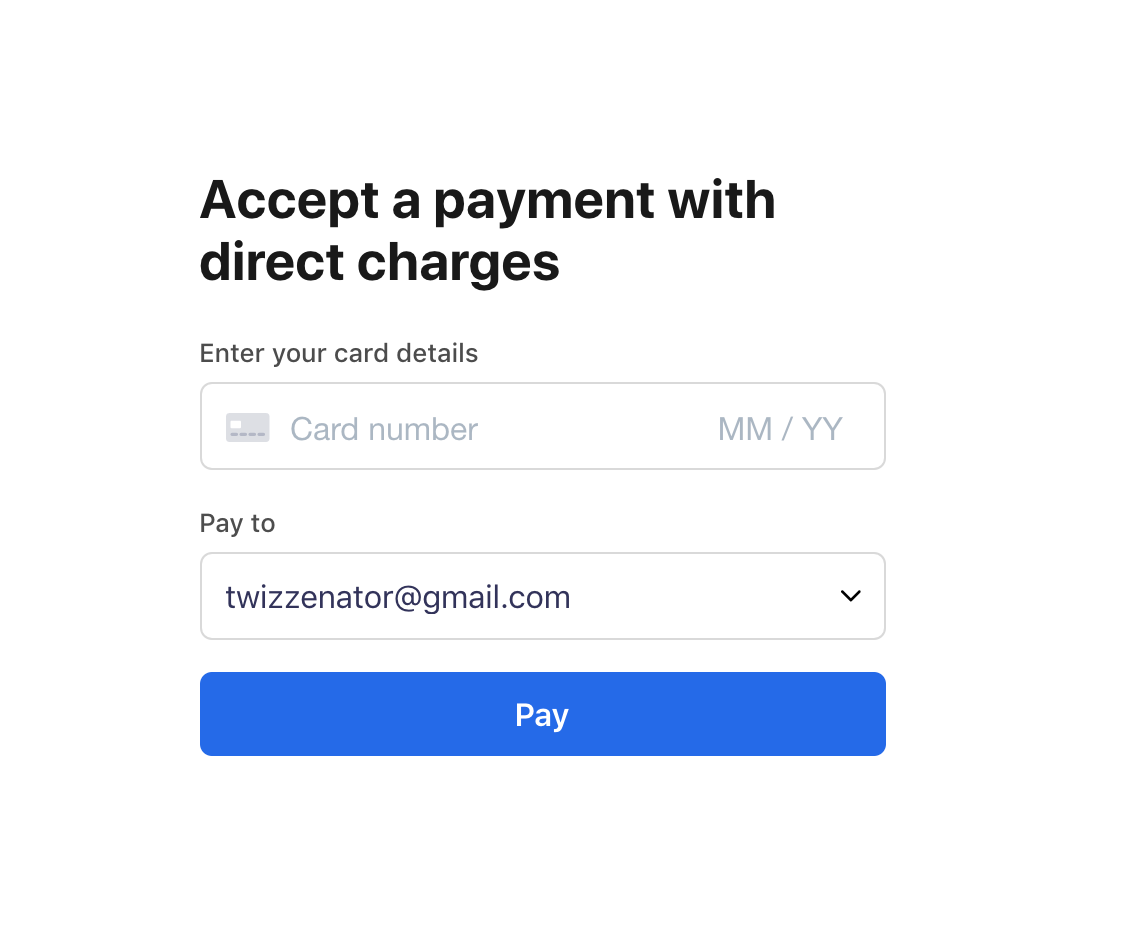 Accept a payment with
direct charges
Enter your card details
Card number MM / YY
Pay to
twizzenator@gmail.com
Pay